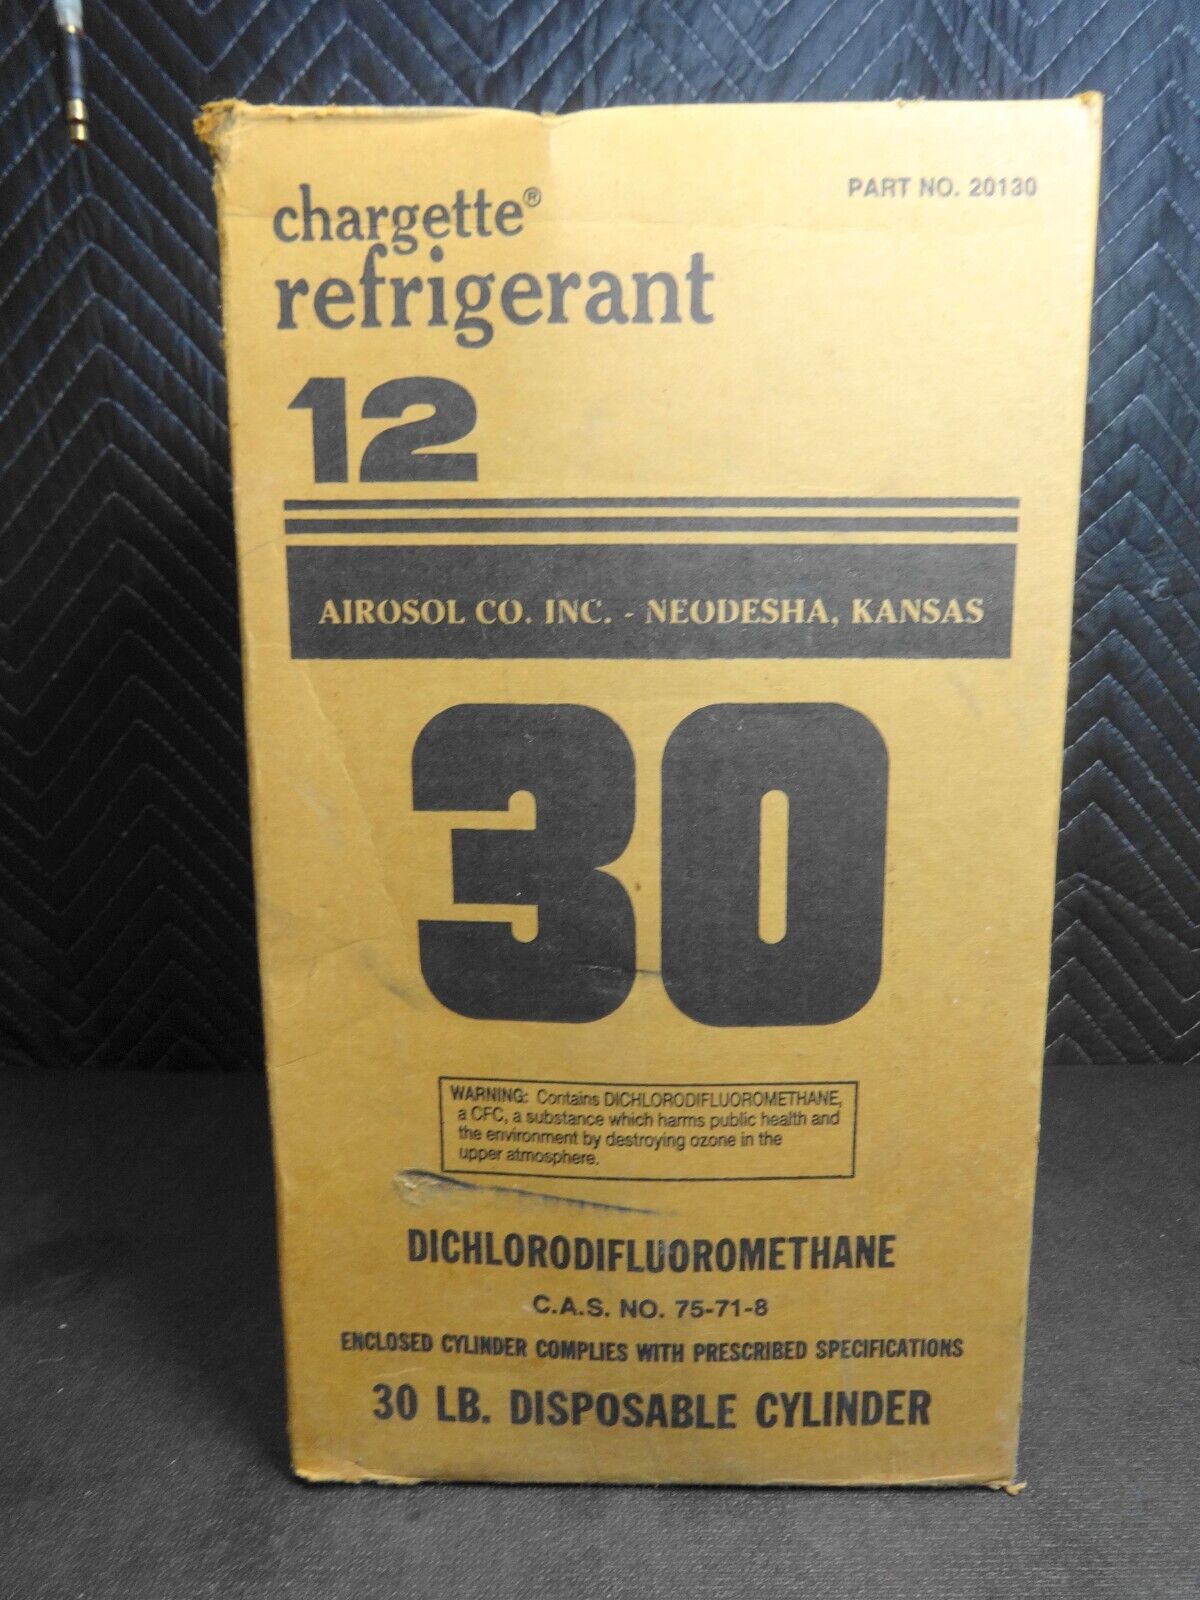 PART NO. 20130
chargette®
refrigerant
12
AIROSOL CO. INC. - NEODESHA, KANSAS
30
WARNING: Contains DICHLORODIFLUOROMETHANE,
a CFC, a substance which harms public health and
the environment by destroying ozone in the
upper atmosphere.
DICHLORODIFLUOROMETHANE
C.A.S. NO. 75-71-8
ENCLOSED CYLINDER COMPLIES WITH PRESCRIBED SPECIFICATIONS
30 LB. DISPOSABLE CYLINDER